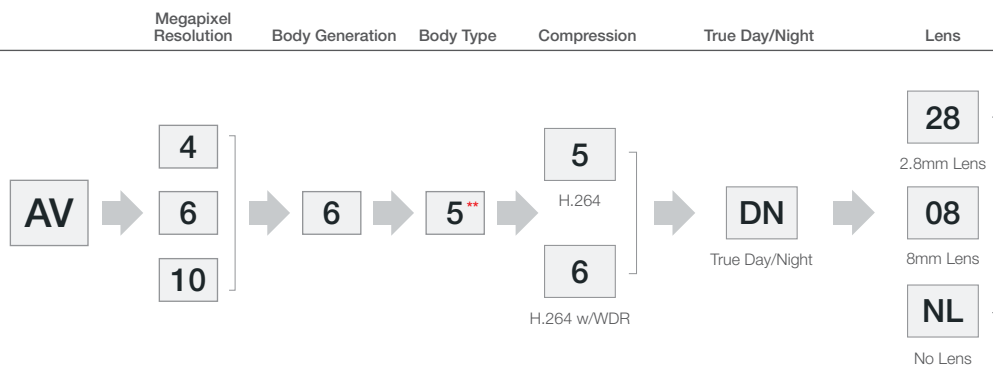 Megapixel
Resolution
Body Generation
Body Type
Compression
True Day/Night
Lens
AV
4
6
10
6
5**
5
H.264
6
H.264 w/WDR
DN
True Day/Night
28
2.8mm Lens
08
8mm Lens
NL
No Lens